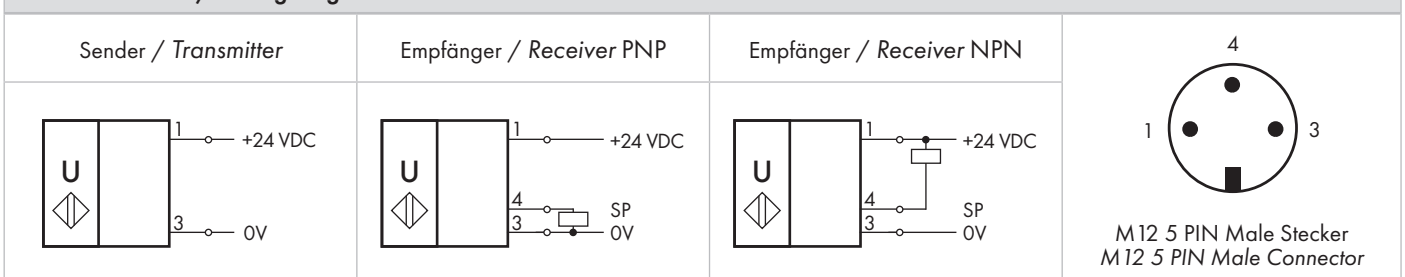 Sender / Transmitter
Empfänger / Receiver PNP
Empfänger / Receiver NPN
U
1
+24 VDC
3
0V
U
1
+24 VDC
4
SP
3
0V
U
1
+24 VDC
4
SP
3
0V
4
1
3
M12 5 PIN Male Stecker
M12 5 PIN Male Connector